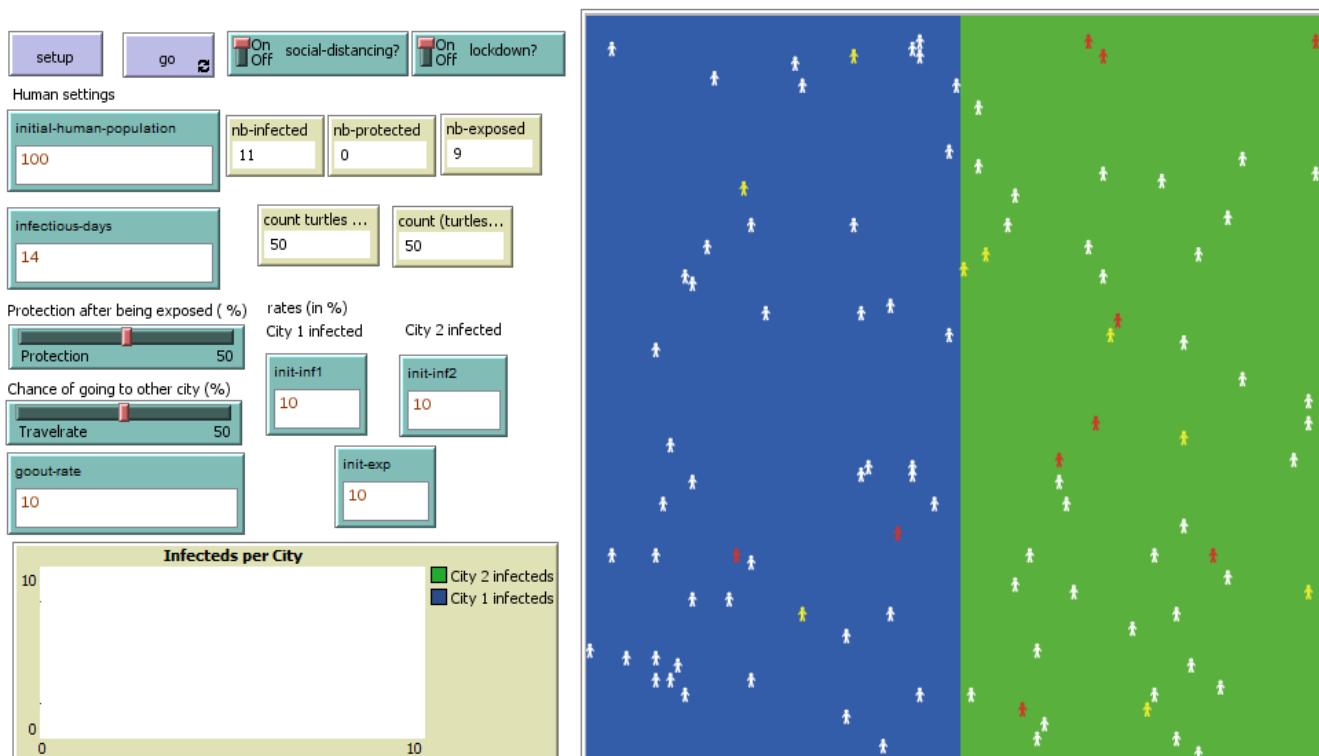 setup
go
On
Off
social-distancing?
On
Off
lockdown?
Human settings
initial-human-population
100
nb-infected
11
nb-protected
0
nb-exposed
9
infectious-days
14
count turtles ...
50
count (turtles...
50
Protection after being exposed ( %)
Protection 50
rates (in %)
City 1 infected
City 2 infected
init-inf1
10
init-inf2
10
Chance of going to other city (%)
Travelrate 50
goout-rate
10
init-exp
10
Infecteds per City
10
0
0
10
City 2 infecteds
City 1 infecteds